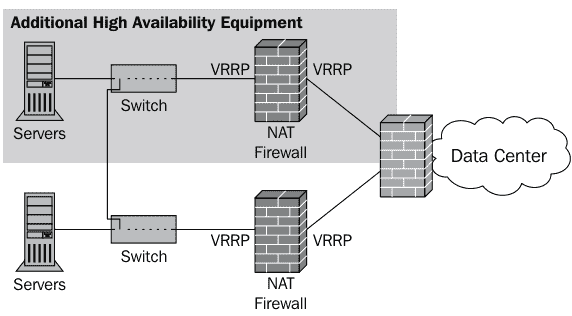 Additional High Availability Equipment
VRRP VRRP
Switch
Servers
NAT
Firewall
Data Center
VRRP VRRP
Switch
Servers
NAT
Firewall